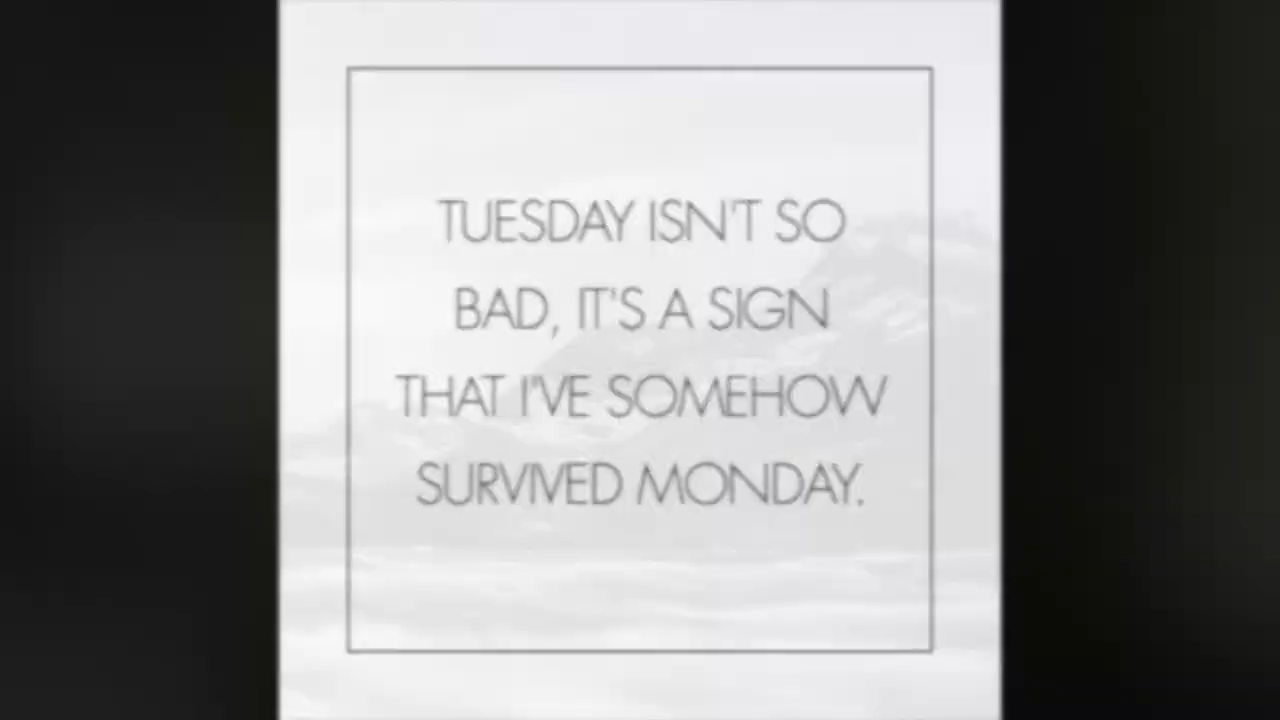 TUESDAY ISN'T SO
BAD, IT'S A SIGN
THAT I'VE SOMEHOW
SURVIVED MONDAY.